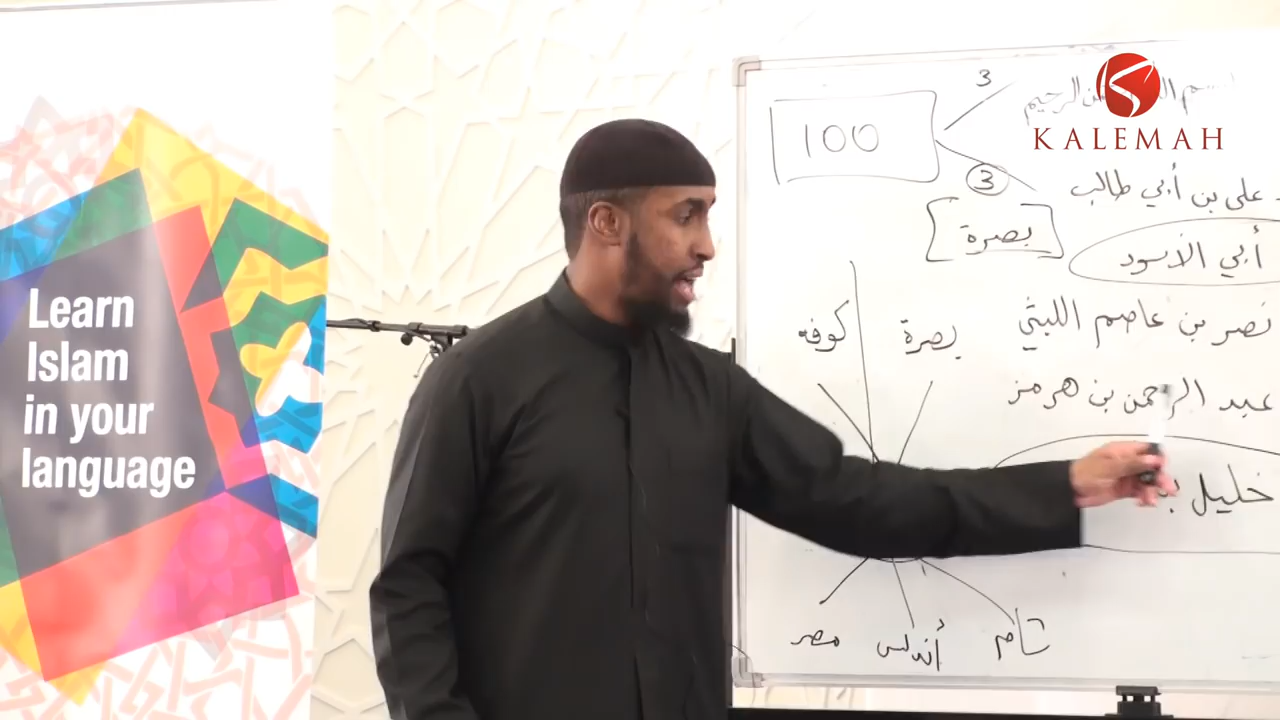 Learn
Islam
in your
language
KALEMAH
100
3
3
علي بن أبي طالب
بصرة
أبي الأسود
نصر بن عاصم الليثي
كوفه
بصرة
عبد الرحمن بن هرمز
خليل
مصر
أندلس
شام